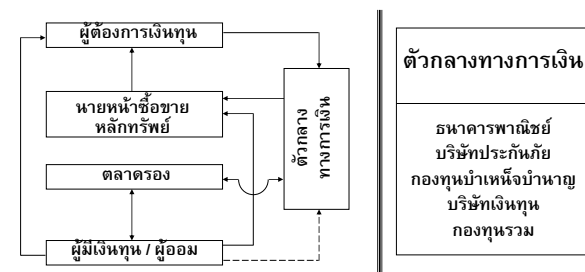 ผู้ต้องการเงินทุน
นายหน้าซื้อขาย
หลักทรัพย์
ตลาดรอง
ผู้มีเงินทุน / ผู้ออม
ตัวกลาง
ทางการเงิน
ตัวกลางทางการเงิน
ธนาคารพาณิชย์
บริษัทประกันภัย
กองทุนบำเหน็จบำนาญ
บริษัทเงินทุน
กองทุนรวม